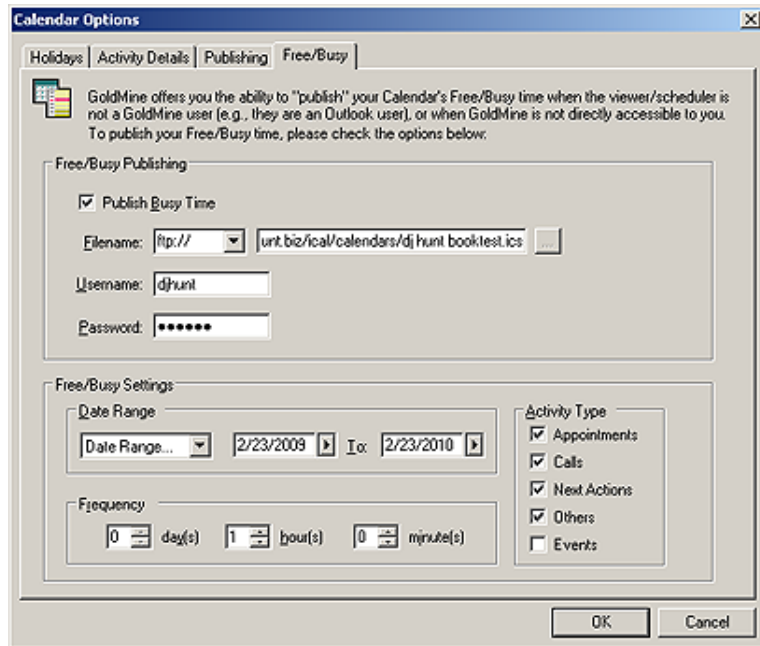 Calendar Options
Holidays Activity Details Publishing Free/Busy
GoldMine offers you the ability to "publish" your Calendar's Free/Busy time when the viewer/scheduler is
not a GoldMine user (e.g., they are an Outlook user), or when GoldMine is not directly accessible to you.
To publish your Free/Busy time, please check the options below:
Free/Busy Publishing
Publish Busy Time
Filename: ftp:// unt.biz/ical/calendars/dj hunt booktest.ics ...
Username: djhunt
Password: ●●●●●●
Free/Busy Settings
Date Range
Date Range... 2/23/2009 To: 2/23/2010
Frequency
0 day(s) 1 hour(s) 0 minute(s)
Activity Type
Appointments
Calls
Next Actions
Others
Events
OK Cancel